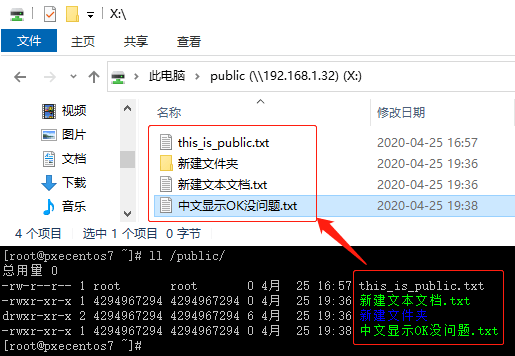 X:\
文件 主页 共享 查看
此电脑 public (\\192.168.1.32) (X:)
视频
图片
文档
下载
音乐
名称 修改日期
this_is_public.txt 2020-04-25 16:57
新建文件夹 2020-04-25 19:36
新建文本文档.txt 2020-04-25 19:36
中文显示OK没问题.txt 2020-04-25 19:38
4 个项目 选中 1 个项目 0 字节
[root@pxecentos7 ~]# ll /public/
总用量 0
-rw-r--r-- 1 root root 0 4月 25 16:57 this_is_public.txt
-rwxr-xr-x 1 4294967294 4294967294 0 4月 25 19:36 新建文本文档.txt
drwxr-xr-x 2 4294967294 4294967294 6 4月 25 19:36 新建文件夹
-rwxr-xr-x 1 4294967294 4294967294 0 4月 25 19:38 中文显示OK没问题.txt
[root@pxecentos7 ~]#